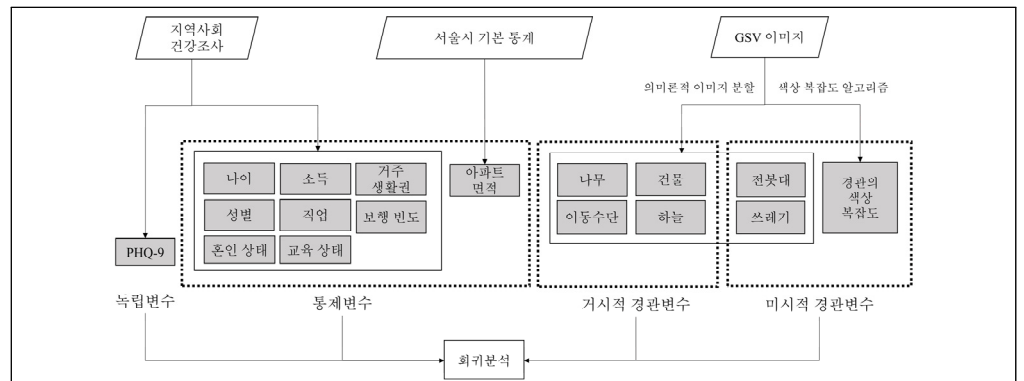 지역사회
건강조사
서울시 기본 통계
GSV 이미지
의미론적 이미지 분할
색상 복잡도 알고리즘
나이
소득
거주
생활권
아파트
면적
나무
건물
전봇대
경관의
색상
복잡도
성별
직업
보행 빈도
이동수단
하늘
쓰레기
PHQ-9
혼인 상태
교육 상태
녹립변수
통제변수
거시적 경관변수
미시적 경관변수
회귀분석